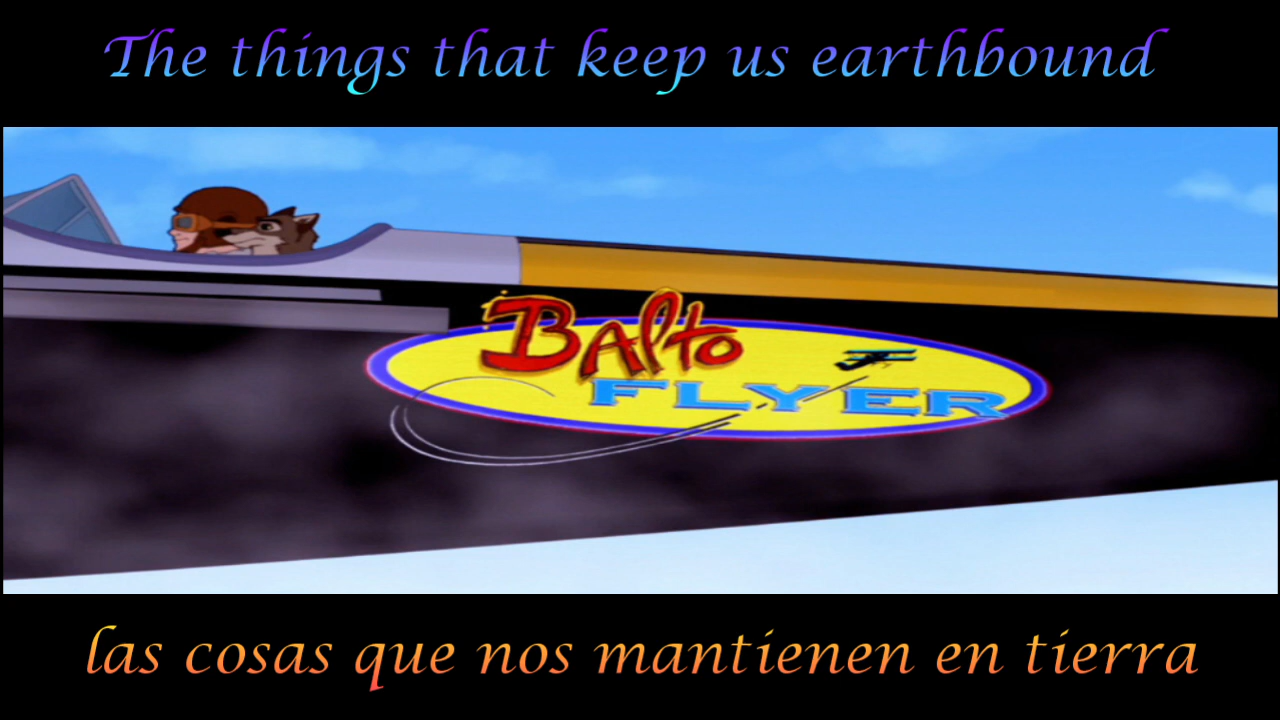 The things that keep us earthbound
Balto
FLYER
las cosas que nos mantienen en tierra